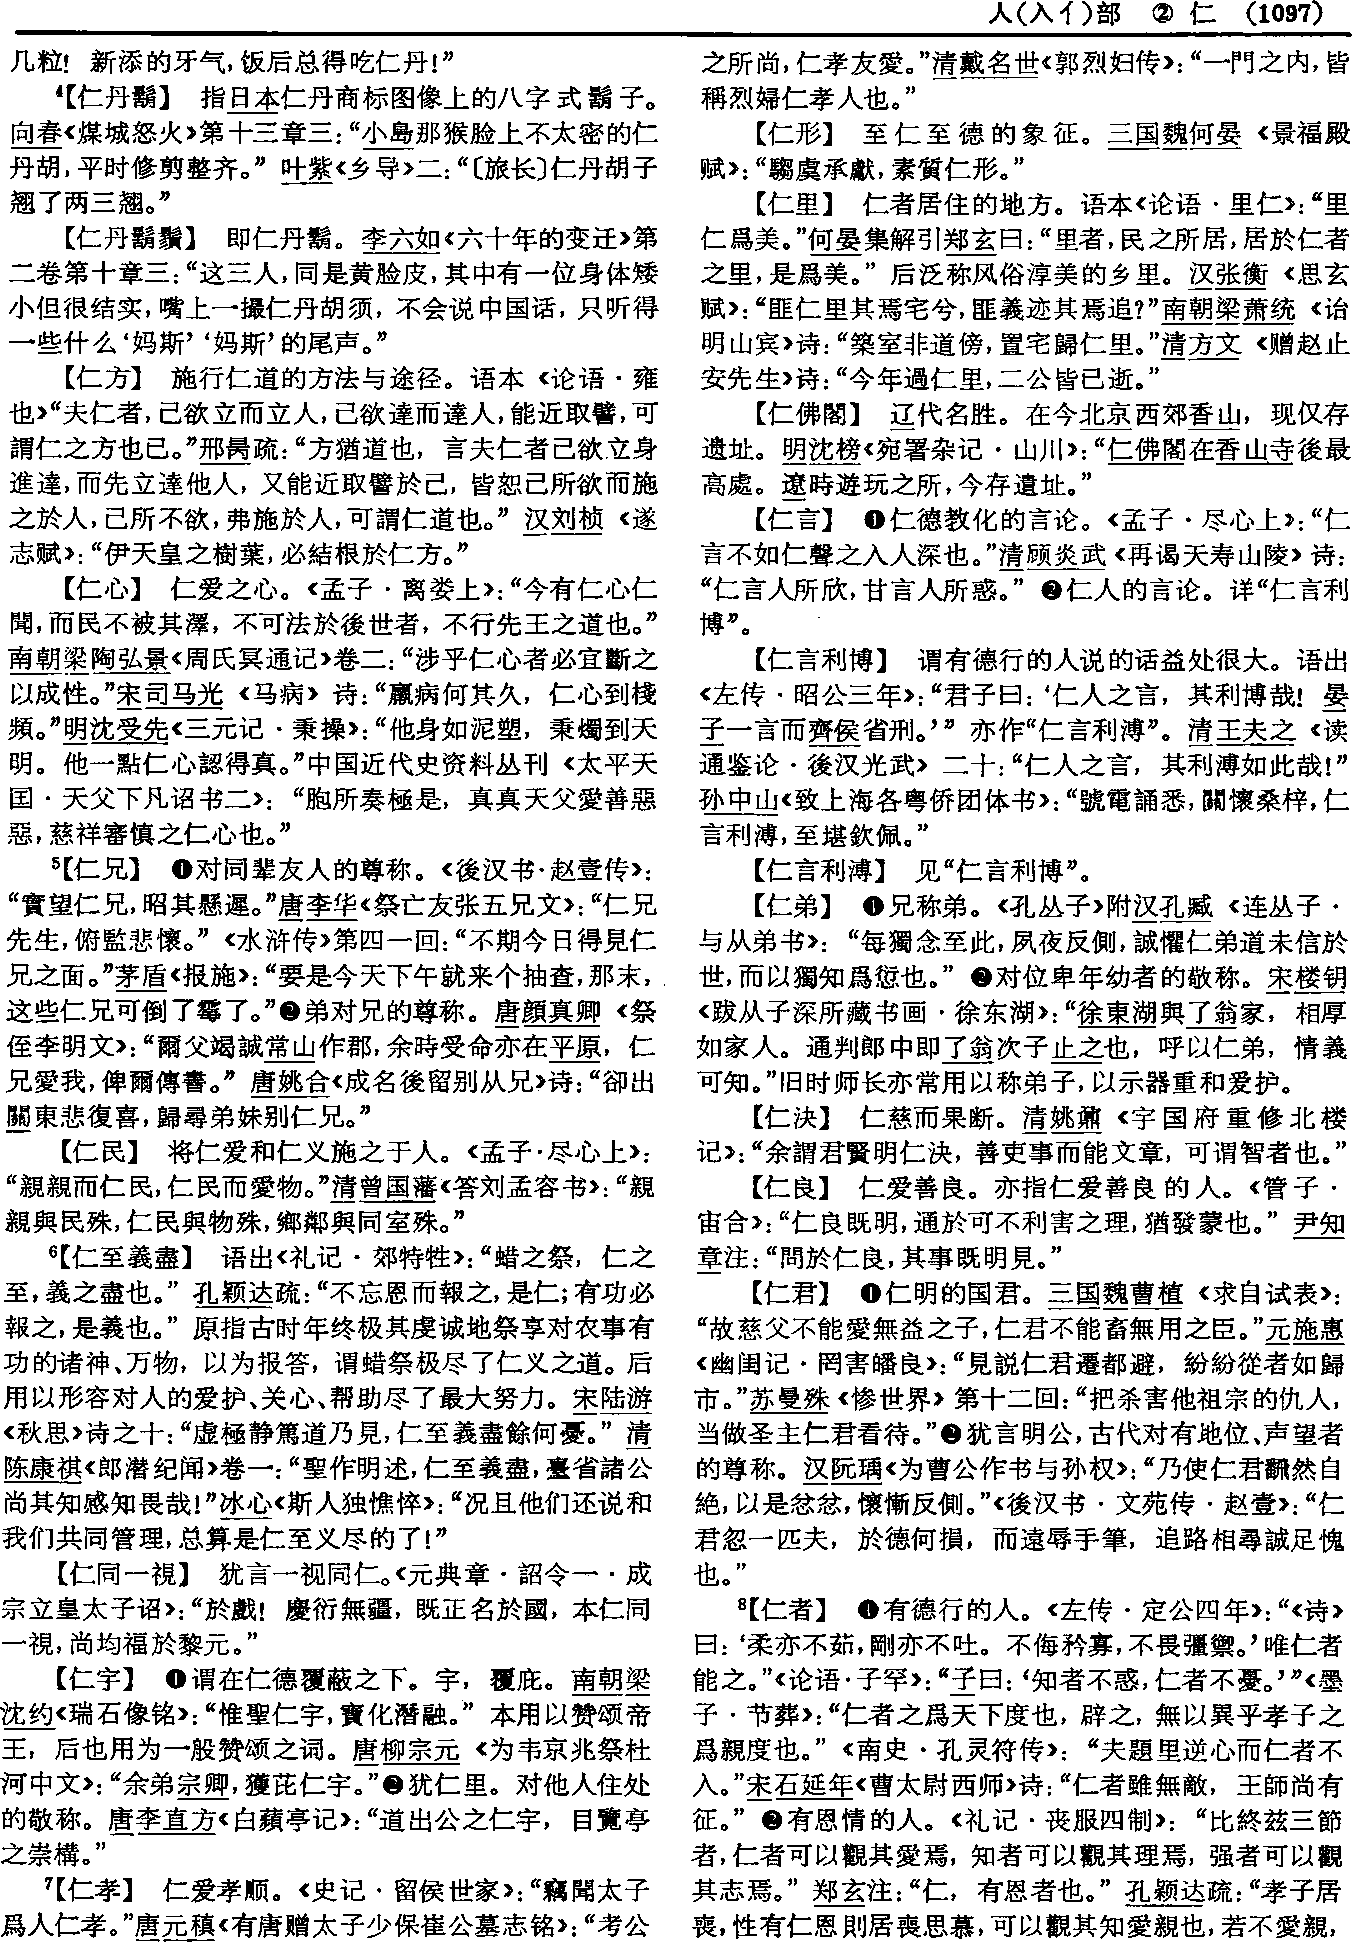 人(入亻)部　②　仁　(1097)
几粒！新添的牙气，饭后总得吃仁丹！”
⁴【仁丹鬍】　指日本仁丹商标图像上的八字式鬍子。
向春《煤城怒火》第十三章三：“小島那猴脸上不太密的仁
丹胡，平时修剪整齐。”叶紫《乡导》二：“〔旅长〕仁丹胡子
翘了两三翘。”
【仁丹鬍鬚】　即仁丹鬍。李六如《六十年的变迁》第
二卷第十章三：“这三人，同是黄脸皮，其中有一位身体矮
小但很结实，嘴上一撮仁丹胡须，不会说中国话，只听得
一些什么‘妈斯’‘妈斯’的尾声。”
【仁方】　施行仁道的方法与途径。语本《论语·雍
也》“夫仁者，己欲立而立人，己欲達而達人，能近取譬，可
謂仁之方也已。”邢昺疏：“方猶道也，言夫仁者己欲立身
進達，而先立達他人，又能近取譬於己，皆恕己所欲而施
之於人，己所不欲，弗施於人，可謂仁道也。”汉刘桢《遂
志赋》：“伊天皇之樹葉，必結根於仁方。”
【仁心】　仁爱之心。《孟子·离娄上》：“今有仁心仁
聞，而民不被其澤，不可法於後世者，不行先王之道也。”
南朝梁陶弘景《周氏冥通记》卷二：“涉乎仁心者必宜斷之
以成性。”宋司马光《马病》诗：“羸病何其久，仁心到棧
頻。”明沈受先《三元记·秉操》：“他身如泥塑，秉燭到天
明。他一點仁心認得真。”中国近代史资料丛刊《太平天
囯·天父下凡诏书二》：“胞所奏極是，真真天父愛善惡
惡，慈祥審慎之仁心也。”
⁵【仁兄】　❶对同辈友人的尊称。《後汉书·赵壹传》：
“實望仁兄，昭其懸遲。”唐李华《祭亡友张五兄文》：“仁兄
先生，俯監悲懷。”《水浒传》第四一回：“不期今日得見仁
兄之面。”茅盾《报施》：“要是今天下午就来个抽查，那末，
这些仁兄可倒了霉了。”❷弟对兄的尊称。唐顔真卿《祭
侄李明文》：“爾父竭誠常山作郡，余時受命亦在平原，仁
兄愛我，俾爾傳書。”唐姚合《成名後留别从兄》诗：“卻出
關東悲復喜，歸尋弟妹别仁兄。”
【仁民】　将仁爱和仁义施之于人。《孟子·尽心上》：
“親親而仁民，仁民而愛物。”清曾国藩《答刘孟容书》：“親
親與民殊，仁民與物殊，鄉鄰與同室殊。”
⁶【仁至義盡】　语出《礼记·郊特牲》：“蜡之祭，仁之
至，義之盡也。”孔颖达疏：“不忘恩而報之，是仁；有功必
報之，是義也。”原指古时年终极其虔诚地祭享对农事有
功的诸神、万物，以为报答，谓蜡祭极尽了仁义之道。后
用以形容对人的爱护、关心、帮助尽了最大努力。宋陆游
《秋思》诗之十：“虚極静篤道乃見，仁至義盡餘何憂。”清
陈康祺《郎潜纪闻》卷一：“聖作明述，仁至義盡，臺省諸公
尚其知感知畏哉！”冰心《斯人独憔悴》：“况且他们还说和
我们共同管理，总算是仁至义尽的了！”
【仁同一視】　犹言一视同仁。《元典章·詔令一·成
宗立皇太子诏》：“於戲！慶衍無疆，既正名於國，本仁同
一視，尚均福於黎元。”
【仁宇】　❶谓在仁德覆蔽之下。宇，覆庇。南朝梁
沈约《瑞石像铭》：“惟聖仁宇，寶化潛融。”本用以赞颂帝
王，后也用为一般赞颂之词。唐柳宗元《为韦京兆祭杜
河中文》：“余弟宗卿，獲芘仁宇。”❷犹仁里。对他人住处
的敬称。唐李直方《白蘋亭记》：“道出公之仁宇，目覽亭
之崇構。”
⁷【仁孝】　仁爱孝顺。《史记·留侯世家》：“竊聞太子
爲人仁孝。”唐元稹《有唐赠太子少保崔公墓志铭》：“考公
之所尚，仁孝友愛。”清戴名世《郭烈妇传》：“一門之内，皆
稱烈婦仁孝人也。”
【仁形】　至仁至德的象征。三国魏何晏《景福殿
赋》：“騶虞承獻，素質仁形。”
【仁里】　仁者居住的地方。语本《论语·里仁》：“里
仁爲美。”何晏集解引郑玄曰：“里者，民之所居，居於仁者
之里，是爲美。”后泛称风俗淳美的乡里。汉张衡《思玄
赋》：“匪仁里其焉宅兮，匪義迹其焉追？”南朝梁萧统《诒
明山宾》诗：“築室非道傍，置宅歸仁里。”清方文《赠赵止
安先生》诗：“今年過仁里，二公皆已逝。”
【仁佛閣】　辽代名胜。在今北京西郊香山，现仅存
遗址。明沈榜《宛署杂记·山川》：“仁佛閣在香山寺後最
高處。遼時遊玩之所，今存遺址。”
【仁言】　❶仁德教化的言论。《孟子·尽心上》：“仁
言不如仁聲之入人深也。”清顾炎武《再谒天寿山陵》诗：
“仁言人所欣，甘言人所惑。”❷仁人的言论。详“仁言利
博”。
【仁言利博】　谓有德行的人说的话益处很大。语出
《左传·昭公三年》：“君子曰：‘仁人之言，其利博哉！晏
子一言而齊侯省刑。’”亦作“仁言利溥”。清王夫之《读
通鉴论·後汉光武》二十：“仁人之言，其利溥如此哉！”
孙中山《致上海各粤侨团体书》：“號電誦悉，關懷桑梓，仁
言利溥，至堪欽佩。”
【仁言利溥】　见“仁言利博”。
【仁弟】　❶兄称弟。《孔丛子》附汉孔臧《连丛子·
与从弟书》：“每獨念至此，夙夜反側，誠懼仁弟道未信於
世，而以獨知爲愆也。”❷对位卑年幼者的敬称。宋楼钥
《跋从子深所藏书画·徐东湖》：“徐東湖與了翁家，相厚
如家人。通判郎中即了翁次子止之也，呼以仁弟，情義
可知。”旧时师长亦常用以称弟子，以示器重和爱护。
【仁決】　仁慈而果断。清姚鼐《宇国府重修北楼
记》：“余謂君賢明仁決，善吏事而能文章，可谓智者也。”
【仁良】　仁爱善良。亦指仁爱善良的人。《管子·
宙合》：“仁良既明，通於可不利害之理，猶發蒙也。”尹知
章注：“問於仁良，其事既明見。”
【仁君】　❶仁明的国君。三国魏曹植《求自试表》：
“故慈父不能愛無益之子，仁君不能畜無用之臣。”元施惠
《幽闺记·罔害皤良》：“見説仁君遷都避，紛紛從者如歸
市。”苏曼殊《惨世界》第十二回：“把杀害他祖宗的仇人，
当做圣主仁君看待。”❷犹言明公，古代对有地位、声望者
的尊称。汉阮瑀《为曹公作书与孙权》：“乃使仁君翻然自
絶，以是忿忿，懷慚反側。”《後汉书·文苑传·赵壹》：“仁
君忽一匹夫，於德何損，而遠辱手筆，追路相尋誠足愧
也。”
⁸【仁者】　❶有德行的人。《左传·定公四年》：“《诗》
曰：‘柔亦不茹，剛亦不吐。不侮矜寡，不畏彊禦。’唯仁者
能之。”《论语·子罕》：“子曰：‘知者不惑，仁者不憂。’”《墨
子·节葬》：“仁者之爲天下度也，辟之，無以異乎孝子之
爲親度也。”《南史·孔灵符传》：“夫題里逆心而仁者不
入。”宋石延年《曹太尉西师》诗：“仁者雖無敵，王師尚有
征。”❷有恩情的人。《礼记·丧服四制》：“比終兹三節
者，仁者可以觀其愛焉，知者可以觀其理焉，强者可以觀
其志焉。”郑玄注：“仁，有恩者也。”孔颖达疏：“孝子居
喪，性有仁恩則居喪思慕，可以觀其知愛親也，若不愛親，